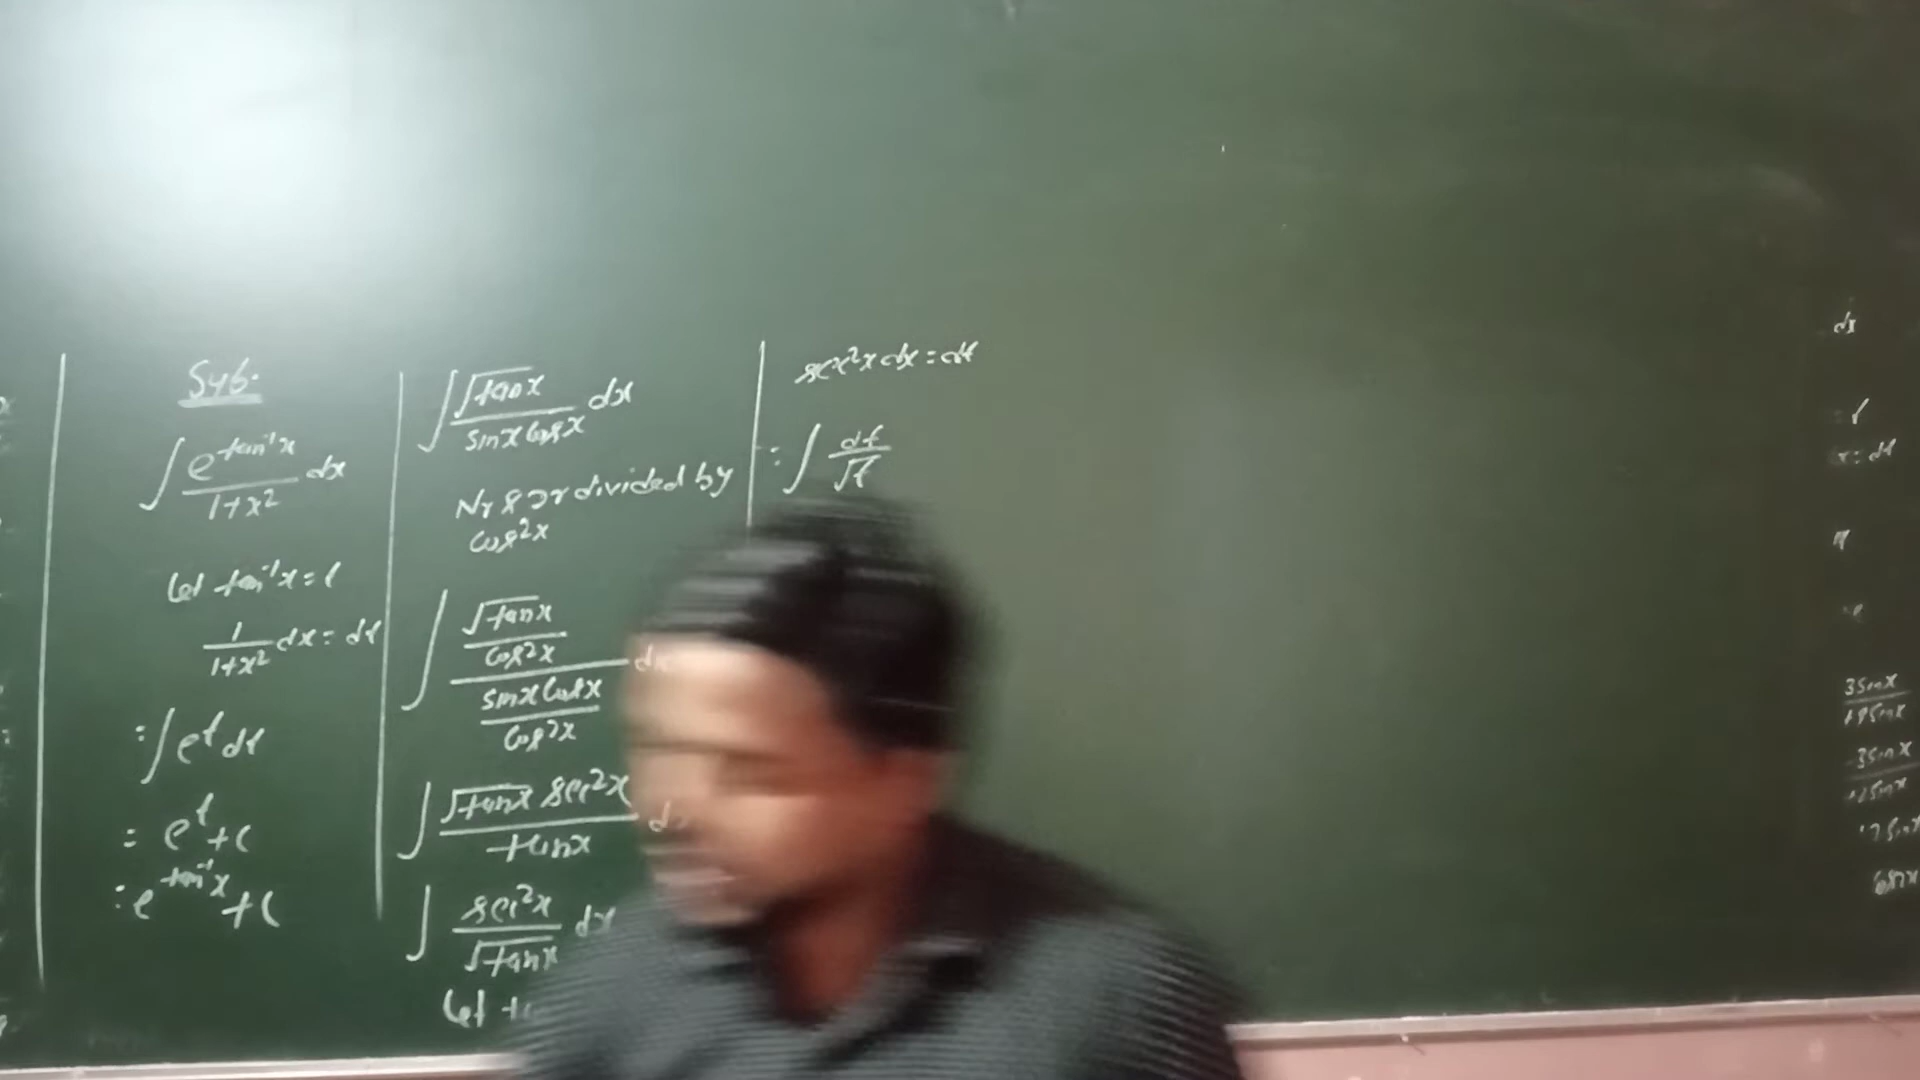 Sub.
∫ e^tan⁻¹x / 1+x² dx
let tan⁻¹x = t
1 / 1+x² dx = dt
= ∫ e^t dt
= e^t + c
= e^tan⁻¹x + c
∫ √tanx / sinx cosx dx
Nr & Dr divided by
cos²x
∫ (√tanx / cos²x) / (sinx cosx / cos²x) dx
∫ √tanx sec²x / tanx dx
∫ sec²x / √tanx dx
let
sec²x dx = dt
= ∫ dt / √t
dx
= dt
3sinx
-3sinx